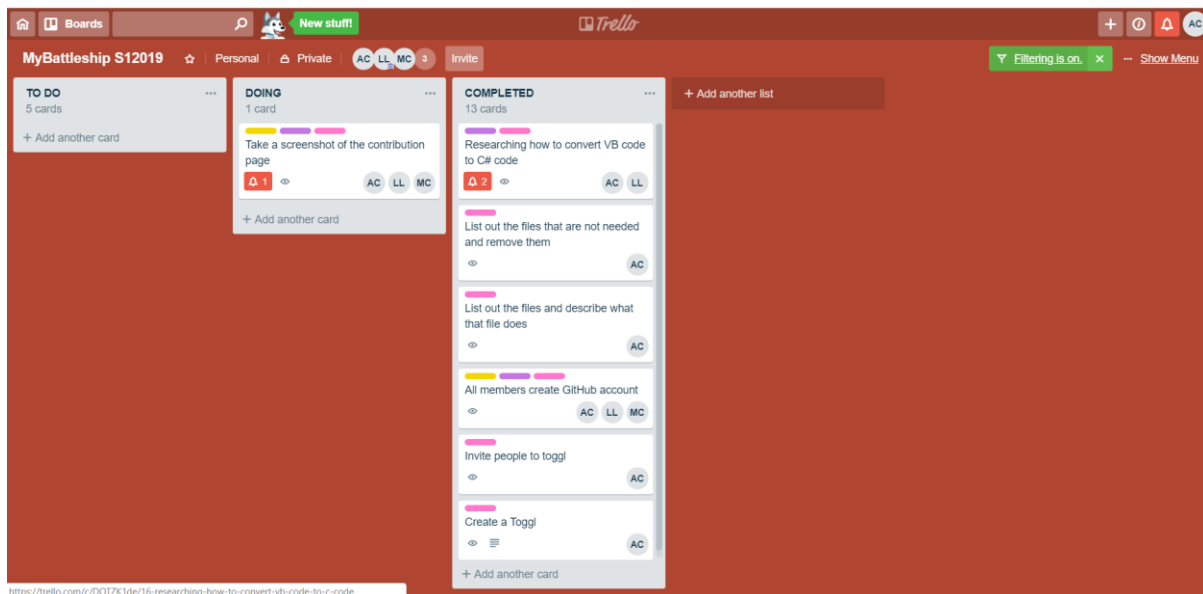 Boards
New stuff!
Trello
AC
MyBattleship S12019
Personal
Private
AC LL MC 3
Invite
Filtering is on.
Show Menu
TO DO
5 cards
+ Add another card
DOING
1 card
Take a screenshot of the contribution
page
1
AC LL MC
+ Add another card
COMPLETED
13 cards
Researching how to convert VB code
to C# code
2
AC LL
List out the files that are not needed
and remove them
AC
List out the files and describe what
that file does
AC
All members create GitHub account
AC LL MC
Invite people to toggl
AC
Create a Toggl
AC
+ Add another card
+ Add another list
https://trello.com/c/DOTZK1de/16-researching-how-to-convert-vb-code-to-c-code